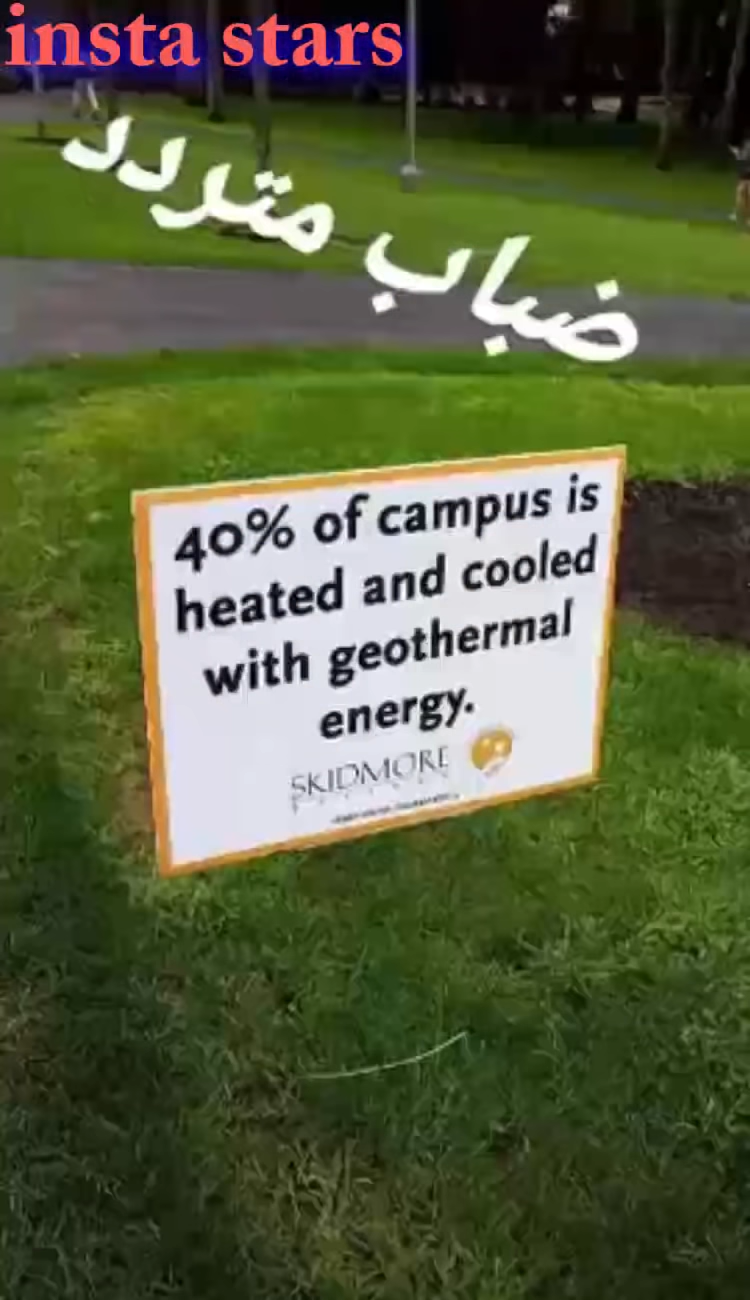 insta stars
ضباب متردد
40% of campus is
heated and cooled
with geothermal
energy.
SKIDMORE